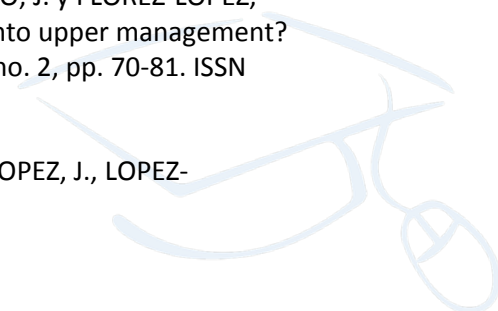 J. y FLOREZ-LOPEZ,
nto upper management?
no. 2, pp. 70-81. ISSN
OPEZ, J., LOPEZ-